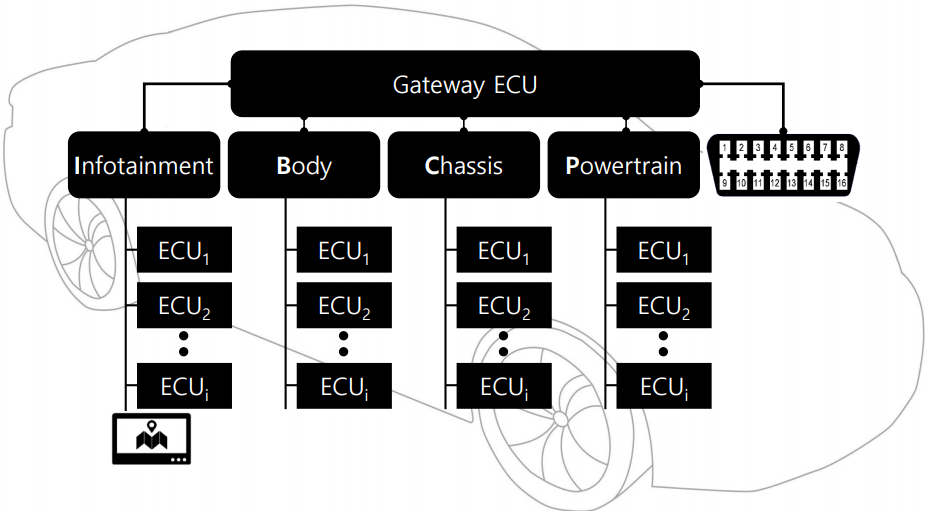 Gateway ECU
Infotainment
Body
Chassis
Powertrain
1 2 3 4 5 6 7 8
9 10 11 12 13 14 15 16
ECU1 ECU1 ECU1 ECU1
ECU2 ECU2 ECU2 ECU2
ECUi ECUi ECUi ECUi